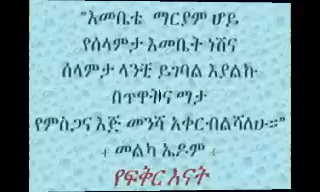 “እመቤቴ ማርያም ሆይ
የሰላምታ እመቤት ነሽና
ሰላምታ ላንቺ ይገባል እያልኩ
በጥዋትና ማታ
የምስጋና እጅ መንሻ አቀርብልሻለሁ።”
+ መልካ ኤዶም +
የፍቅር እናት